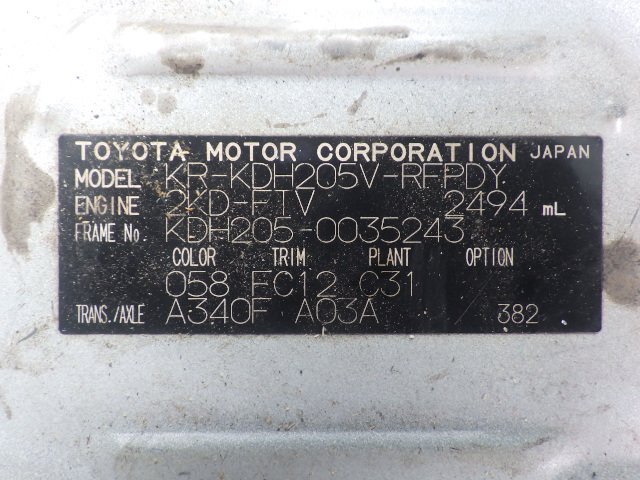 TOYOTA MOTOR CORPORATION JAPAN
MODEL KR-KDH205V-RFPDY
ENGINE 2KD-FTV 2494 mL
FRAME No. KDH205-0035243
COLOR TRIM PLANT OPTION
058 FC12 C31
TRANS./AXLE A340F A03A 382